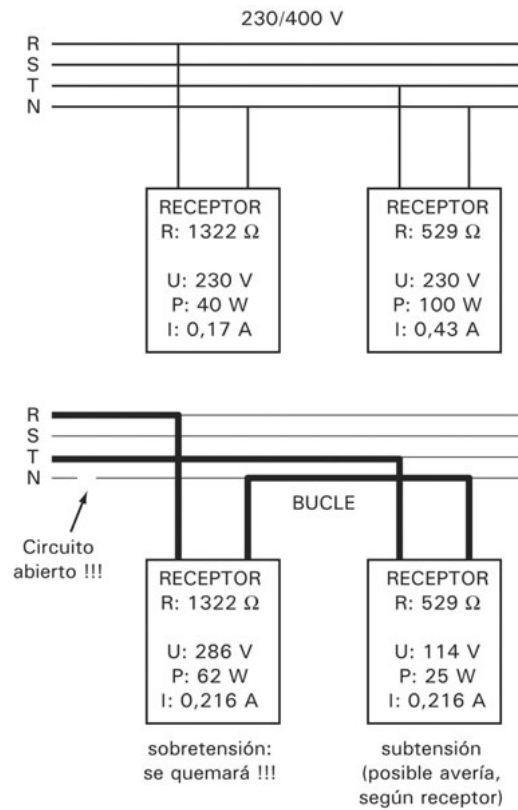 230/400 V
R
S
T
N
RECEPTOR
R: 1322 Ω
U: 230 V
P: 40 W
I: 0,17 A
RECEPTOR
R: 529 Ω
U: 230 V
P: 100 W
I: 0,43 A
R
S
T
N
BUCLE
Circuito
abierto !!!
RECEPTOR
R: 1322 Ω
U: 286 V
P: 62 W
I: 0,216 A
sobretensión:
se quemará !!!
RECEPTOR
R: 529 Ω
U: 114 V
P: 25 W
I: 0,216 A
subtensión
(posible avería,
según receptor)